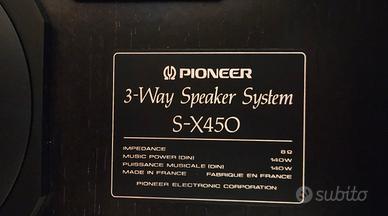 PIONEER
3-Way Speaker System
S-X450
IMPEDANCE 8Ω
MUSIC POWER (DIN) 140W
PUISSANCE MUSICALE (DIN) 140W
MADE IN FRANCE FABRIQUE EN FRANCE
PIONEER ELECTRONIC CORPORATION
subito